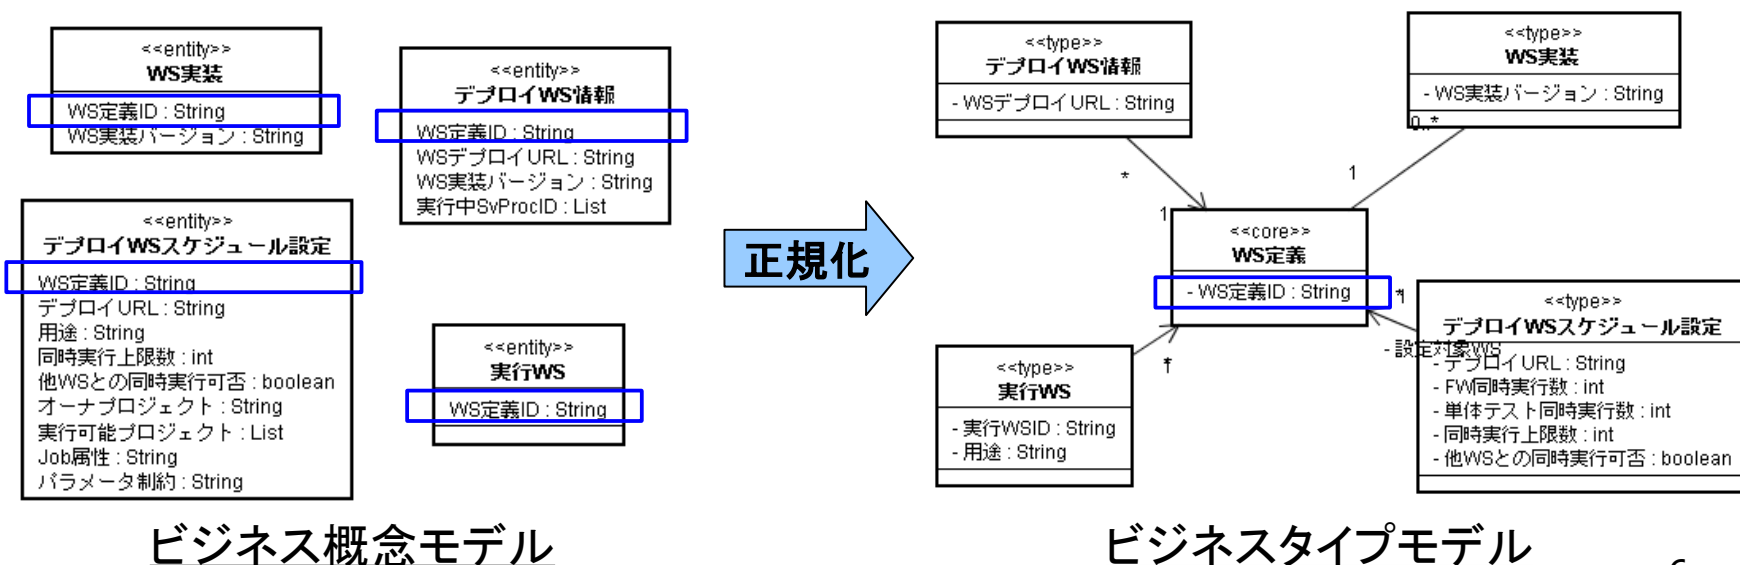 <<entity>>
WS実装
WS定義ID : String
WS実装バージョン : String
<<entity>>
デプロイWS情報
WS定義ID : String
WSデプロイURL : String
WS実装バージョン : String
実行中SvProcID : List
<<entity>>
デプロイWSスケジュール設定
WS定義ID : String
デプロイURL : String
用途 : String
同時実行上限数 : int
他WSとの同時実行可否 : boolean
オーナプロジェクト : String
実行可能プロジェクト : List
Job属性 : String
パラメータ制約 : String
<<entity>>
実行WS
WS定義ID : String
ビジネス概念モデル
正規化
<<type>>
デプロイWS情報
- WSデプロイURL : String
*
1
<<type>>
WS実装
- WS実装バージョン : String
0..*
1
<<core>>
WS定義
- WS定義ID : String
<<type>>
実行WS
- 実行WSID : String
- 用途 : String
<<type>>
デプロイWSスケジュール設定
- 設定対象WS
- デプロイURL : String
- FW同時実行数 : int
- 単体テスト同時実行数 : int
- 同時実行上限数 : int
- 他WSとの同時実行可否 : boolean
ビジネスタイプモデル